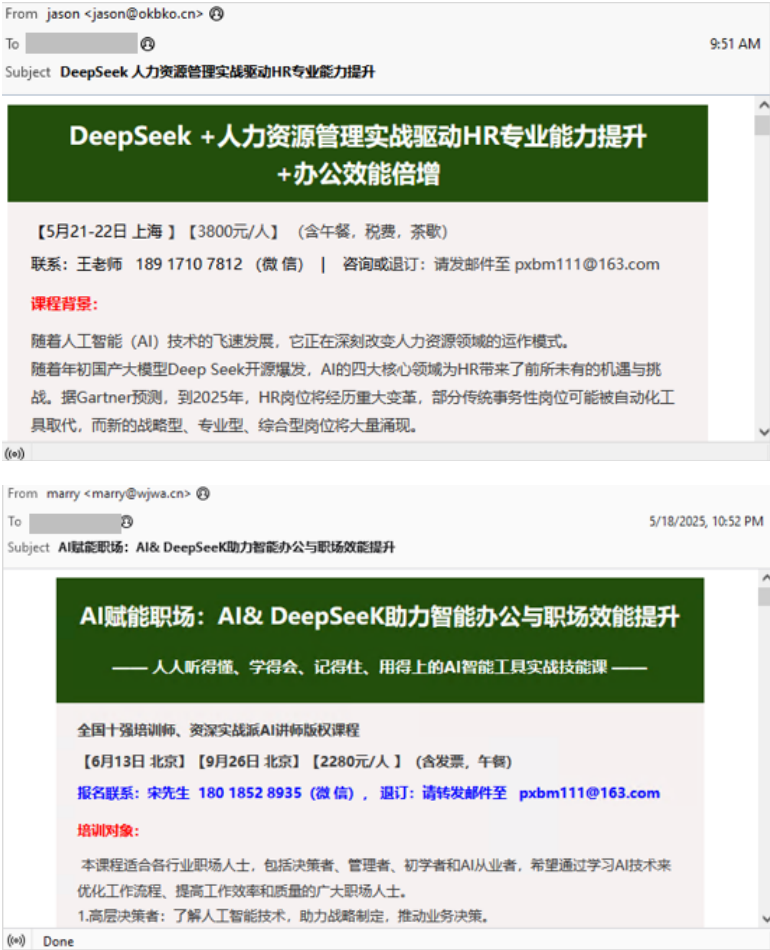 From jason <jason@okbko.cn>
To
9:51 AM
Subject DeepSeek 人力资源管理实战驱动HR专业能力提升
DeepSeek +人力资源管理实战驱动HR专业能力提升
+办公效能倍增
【5月21-22日 上海 】【3800元/人】 (含午餐，税费，茶歇)
联系：王老师 189 1710 7812 （微 信） | 咨询或退订：请发邮件至 pxbm111@163.com
课程背景：
随着人工智能（AI）技术的飞速发展，它正在深刻改变人力资源领域的运作模式。
随着年初国产大模型Deep Seek开源爆发，AI的四大核心领域为HR带来了前所未有的机遇与挑
战。据Gartner预测，到2025年，HR岗位将经历重大变革，部分传统事务性岗位可能被自动化工
具取代，而新的战略型、专业型、综合型岗位将大量涌现。
From marry <marry@wjwa.cn>
To
5/18/2025, 10:52 PM
Subject AI赋能职场：AI& DeepSeeK助力智能办公与职场效能提升
AI赋能职场：AI& DeepSeeK助力智能办公与职场效能提升
—— 人人听得懂、学得会、记得住、用得上的AI智能工具实战技能课 ——
全国十强培训师、资深实战派AI讲师版权课程
【6月13日 北京】【9月26日 北京】【2280元/人 】 (含发票，午餐)
报名联系：宋先生 180 1852 8935（微 信）， 退订：请转发邮件至 pxbm111@163.com
培训对象：
本课程适合各行业职场人士，包括决策者、管理者、初学者和AI从业者，希望通过学习AI技术来
优化工作流程、提高工作效率和质量的广大职场人士。
1.高层决策者：了解人工智能技术，助力战略制定，推动业务决策。
Done